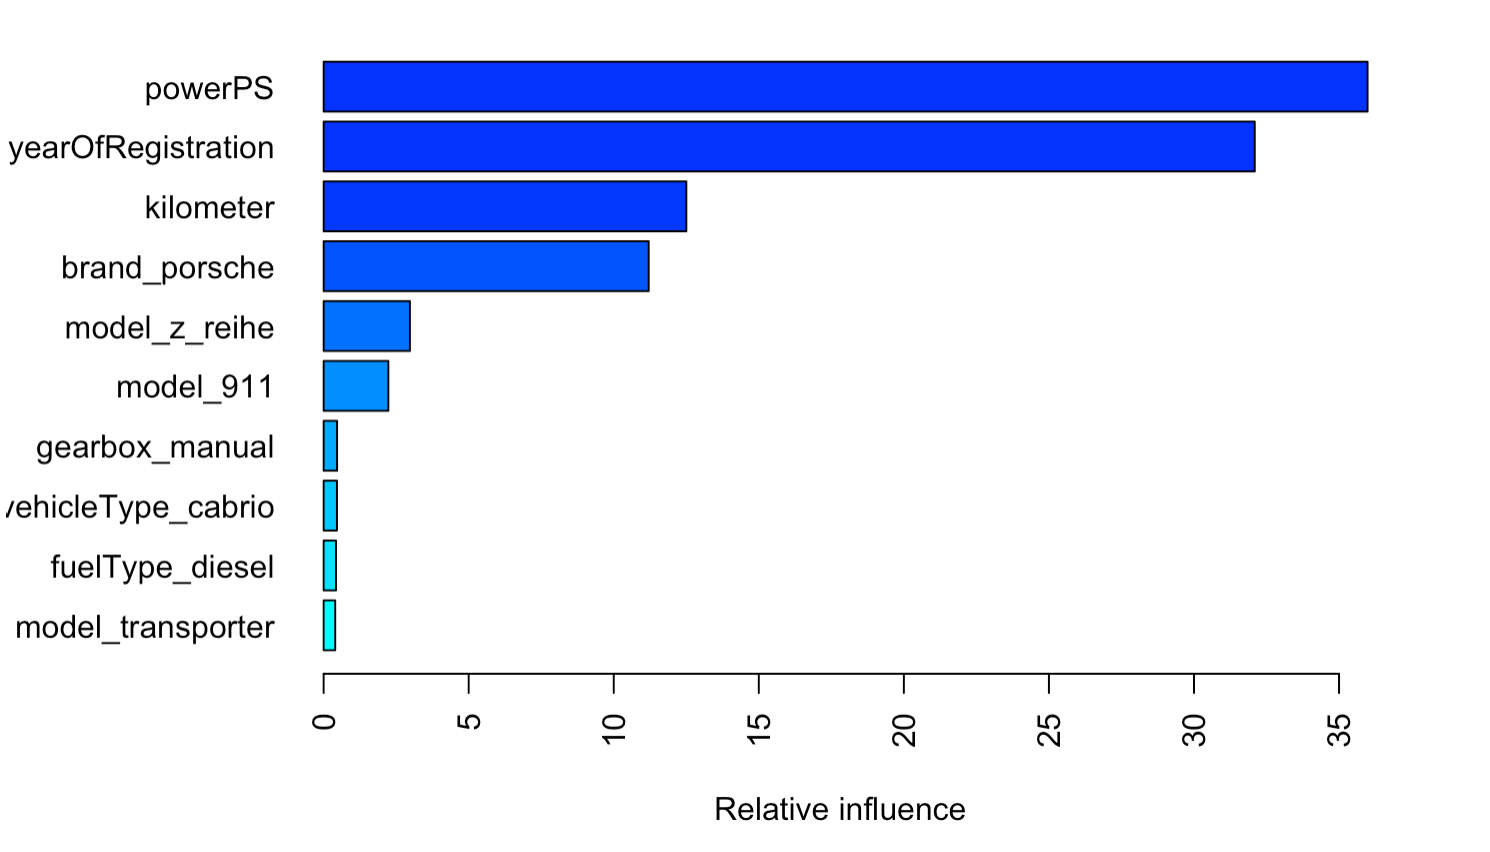 powerPS
yearOfRegistration
kilometer
brand_porsche
model_z_reihe
model_911
gearbox_manual
vehicleType_cabrio
fuelType_diesel
model_transporter
0 5 10 15 20 25 30 35
Relative influence